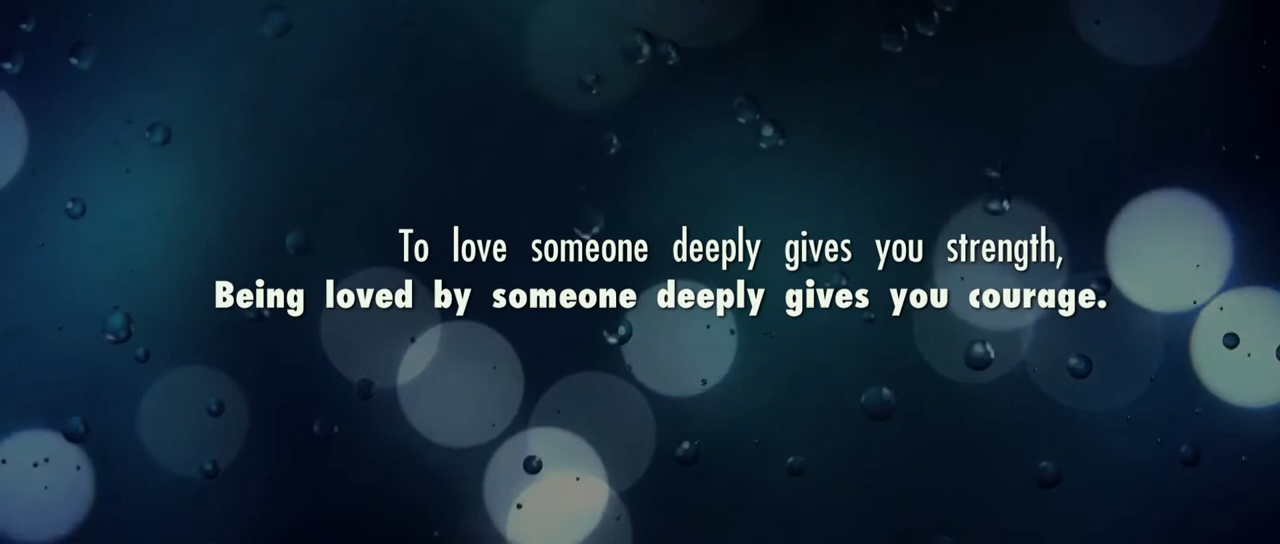 To love someone deeply gives you strength,
Being loved by someone deeply gives you courage.